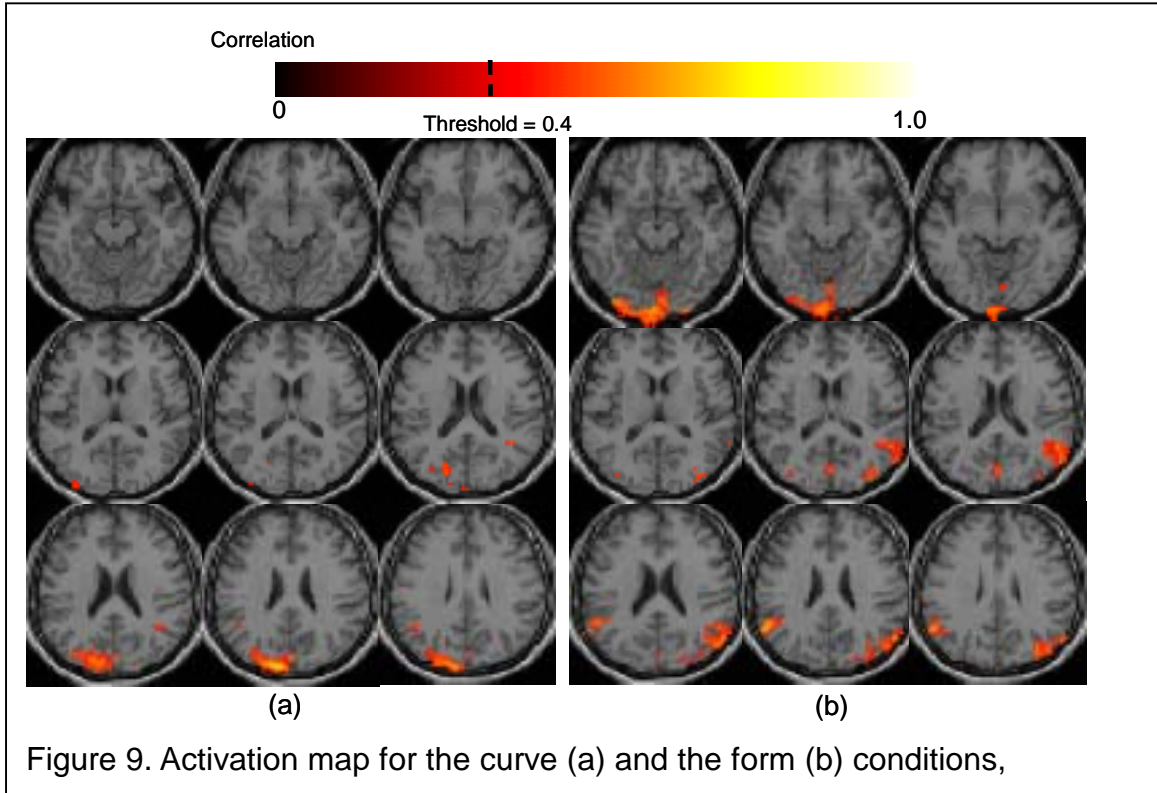 Correlation
0
Threshold = 0.4
1.0
(a)
(b)
Figure 9. Activation map for the curve (a) and the form (b) conditions,